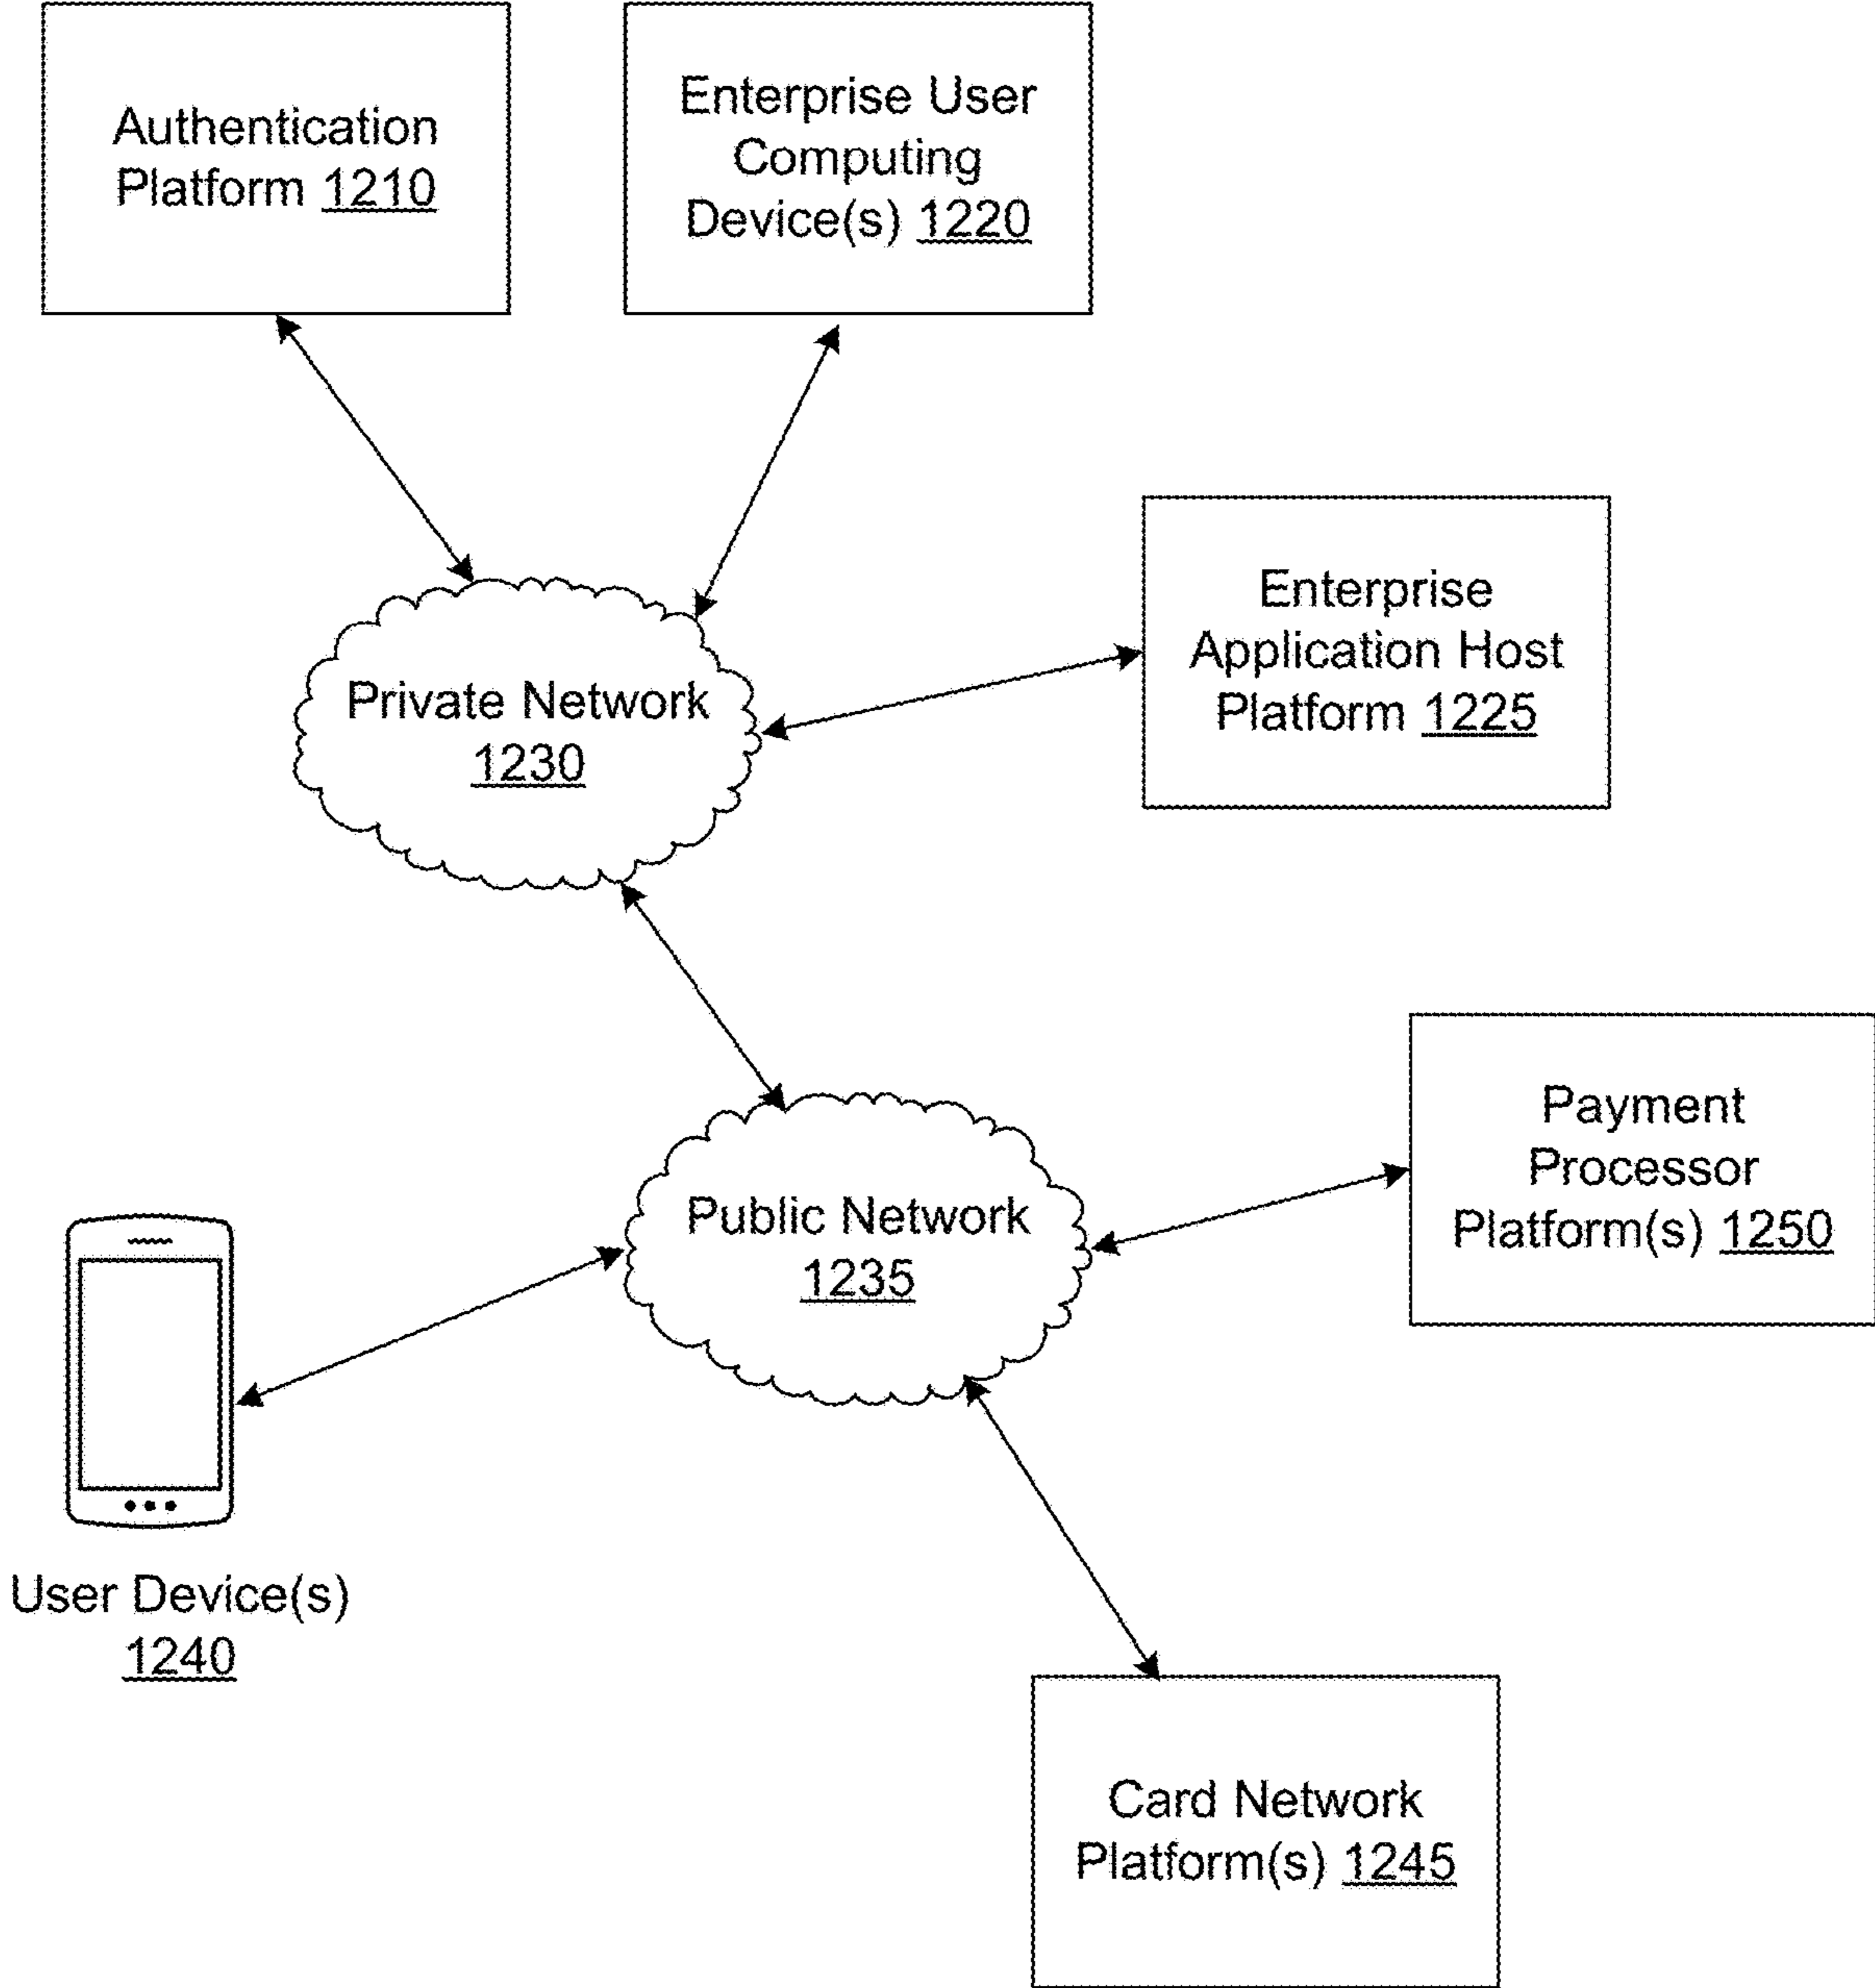 Authentication
Platform 1210
Enterprise User
Computing
Device(s) 1220
Enterprise
Application Host
Platform 1225
Private Network
1230
Payment
Processor
Platform(s) 1250
Public Network
1235
User Device(s)
1240
Card Network
Platform(s) 1245